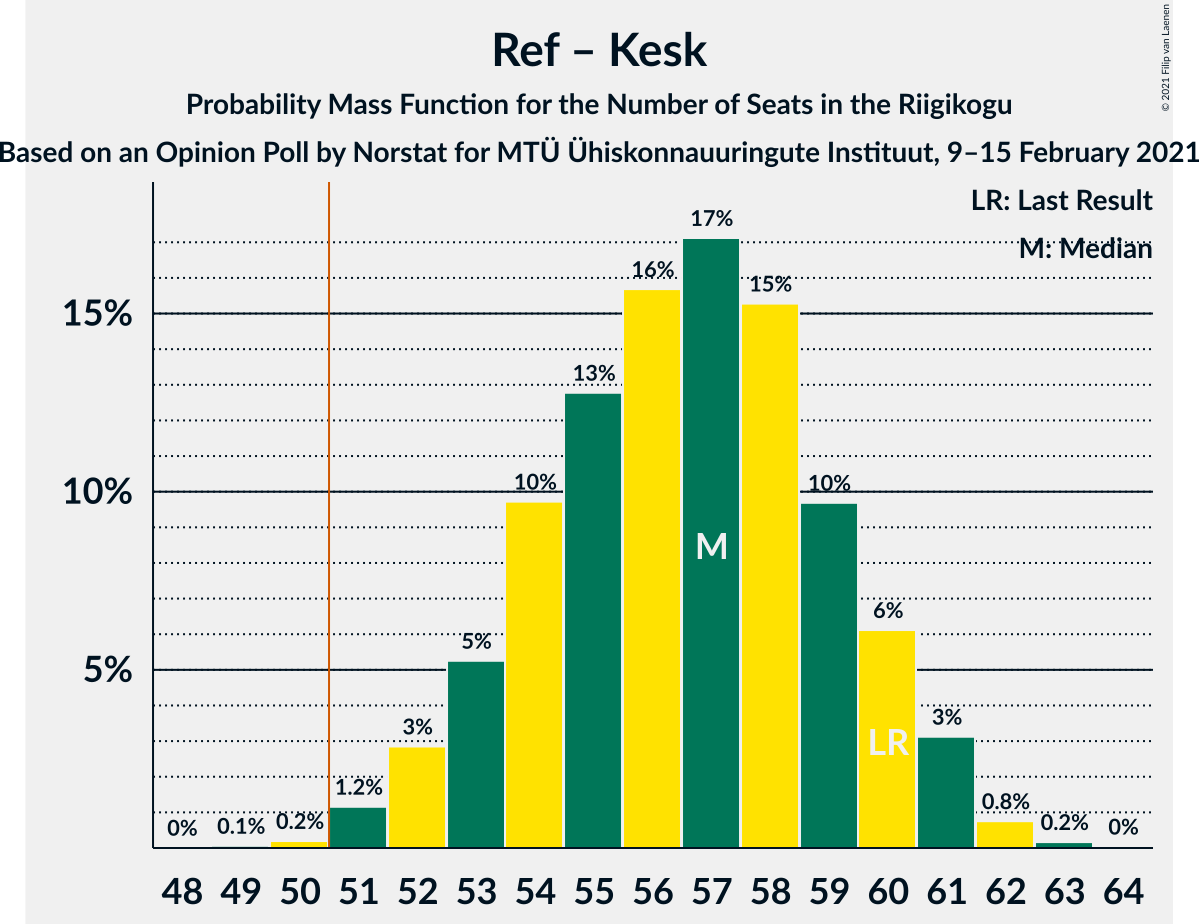 Ref – Kesk
Probability Mass Function for the Number of Seats in the Riigikogu
Based on an Opinion Poll by Norstat for MTÜ Ühiskonnauuringute Instituut, 9–15 February 2021
© 2021 Filip van Laenen
LR: Last Result
M: Median
15%
10%
5%
0%
0.1%
0.2%
1.2%
3%
5%
10%
13%
16%
17%
15%
10%
6%
3%
0.8%
0.2%
0%
M
LR
48 49 50 51 52 53 54 55 56 57 58 59 60 61 62 63 64